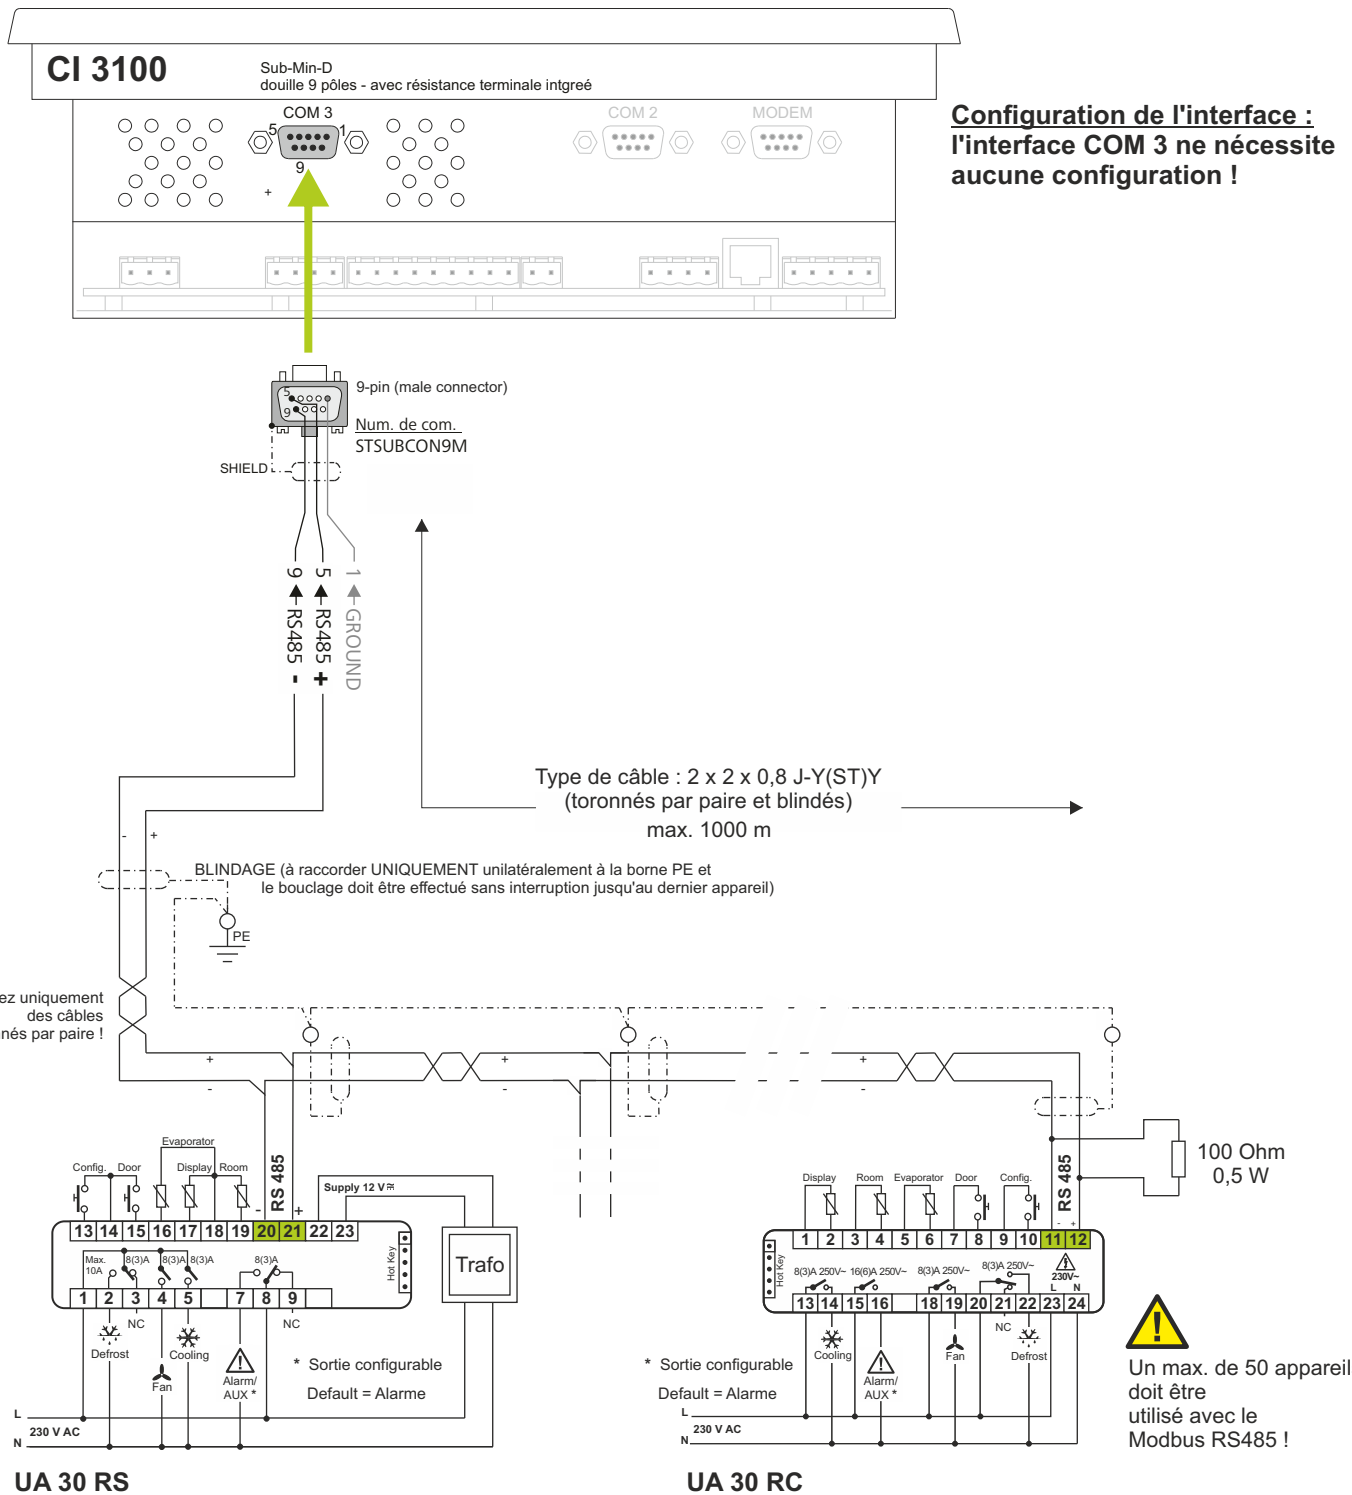 CI 3100
Sub-Min-D
douille 9 pôles - avec résistance terminale intgreé
COM 3
COM 2
MODEM
5
1
9
+
Configuration de l'interface :
l'interface COM 3 ne nécessite
aucune configuration !
5
9
9-pin (male connector)
Num. de com.
STSUBCON9M
SHIELD
9 RS485 -
5 RS485 +
1 GROUND
Type de câble : 2 x 2 x 0,8 J-Y(ST)Y
(toronnés par paire et blindés)
max. 1000 m
- +
BLINDAGE (à raccorder UNIQUEMENT unilatéralement à la borne PE et
le bouclage doit être effectué sans interruption jusqu'au dernier appareil)
PE
ez uniquement
des câbles
nés par paire !
+ + +
- - -
Evaporator
Config. Door Display Room
RS 485
- +
Supply 12 V
13 14 15 16 17 18 19 20 21 22 23
Max.
10A
8(3)A 8(3)A 8(3)A 8(3)A
Hot Key
Trafo
1 2 3 4 5 7 8 9
NC NC
Defrost
Fan
Cooling
Alarm/
AUX *
* Sortie configurable
Default = Alarme
L
230 V AC
N
UA 30 RS
100 Ohm
0,5 W
Display Room Evaporator Door Config.
RS 485
- +
1 2 3 4 5 6 7 8 9 10 11 12
Hot Key
8(3)A 250V~ 16(6)A 250V~ 8(3)A 250V~ 8(3)A 250V~
230V~
L N
13 14 15 16 18 19 20 21 22 23 24
NC
Cooling
Alarm/
AUX *
Fan
Defrost
* Sortie configurable
Default = Alarme
L
230 V AC
N
UA 30 RC
Un max. de 50 appareil
doit être
utilisé avec le
Modbus RS485 !